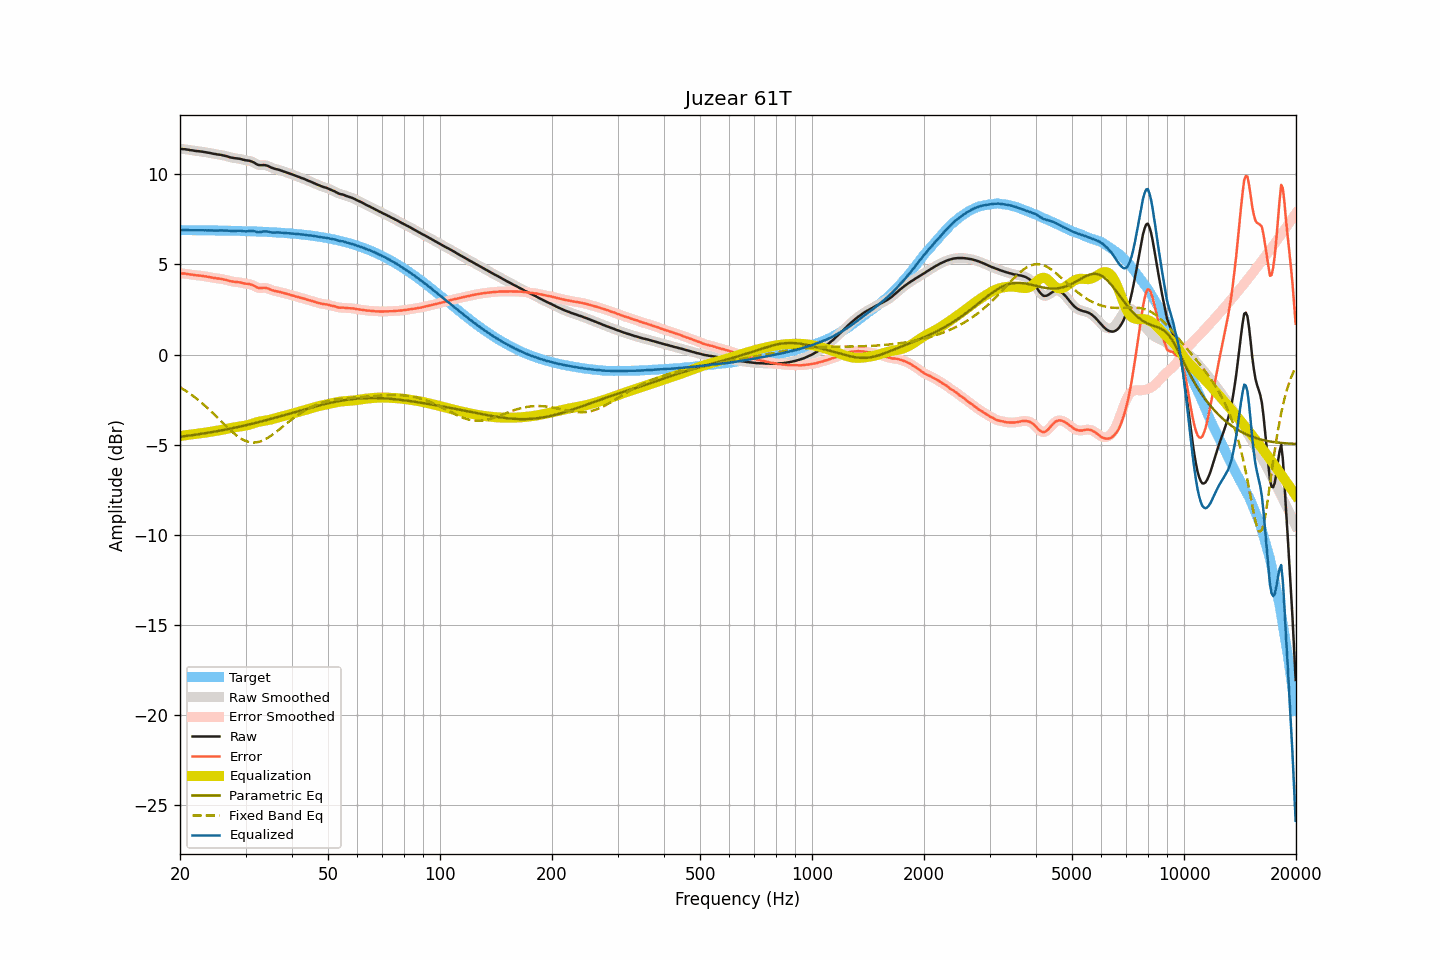 Juzear 61T
Amplitude (dBr)
10
5
0
−5
−10
−15
−20
−25
Target
Raw Smoothed
Error Smoothed
Raw
Error
Equalization
Parametric Eq
Fixed Band Eq
Equalized
20 50 100 200 500 1000 2000 5000 10000 20000
Frequency (Hz)